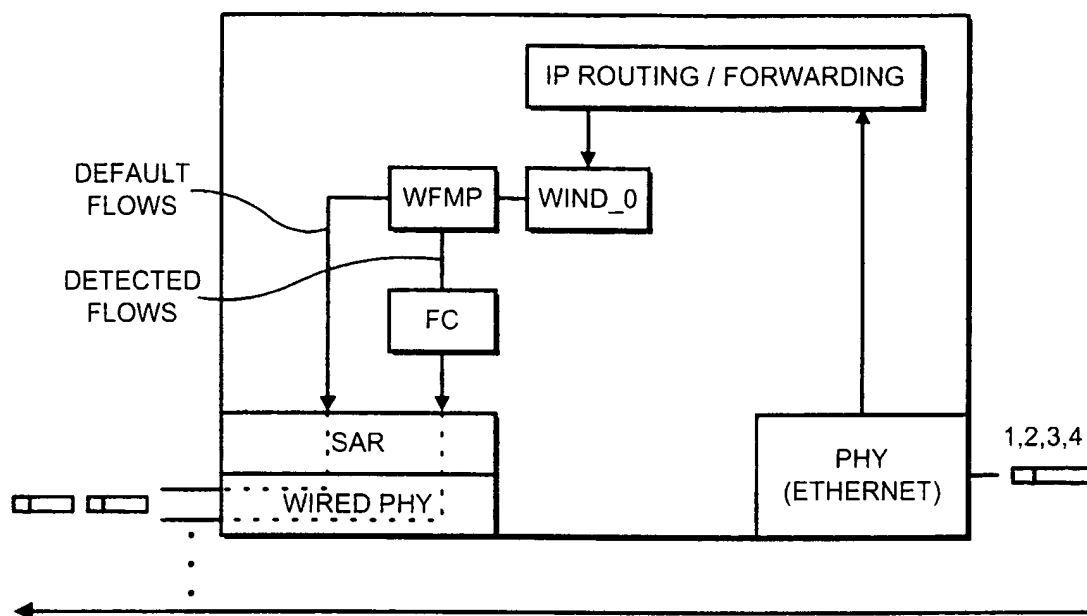 IP ROUTING / FORWARDING
DEFAULT
FLOWS
WFMP
WIND_0
DETECTED
FLOWS
FC
SAR
1,2,3,4
PHY
(ETHERNET)
WIRED PHY